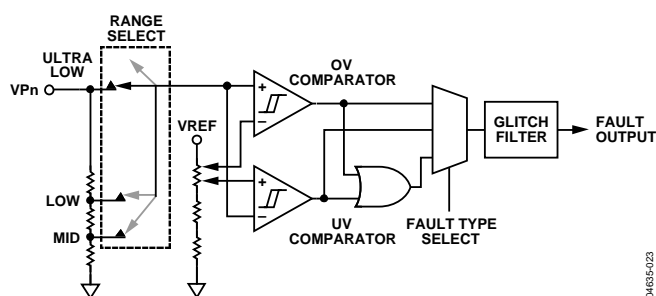 RANGE
SELECT
ULTRA
LOW
VPn
LOW
MID
VREF
+
−
OV
COMPARATOR
+
−
UV
COMPARATOR
FAULT TYPE
SELECT
GLITCH
FILTER
FAULT
OUTPUT
04635-023